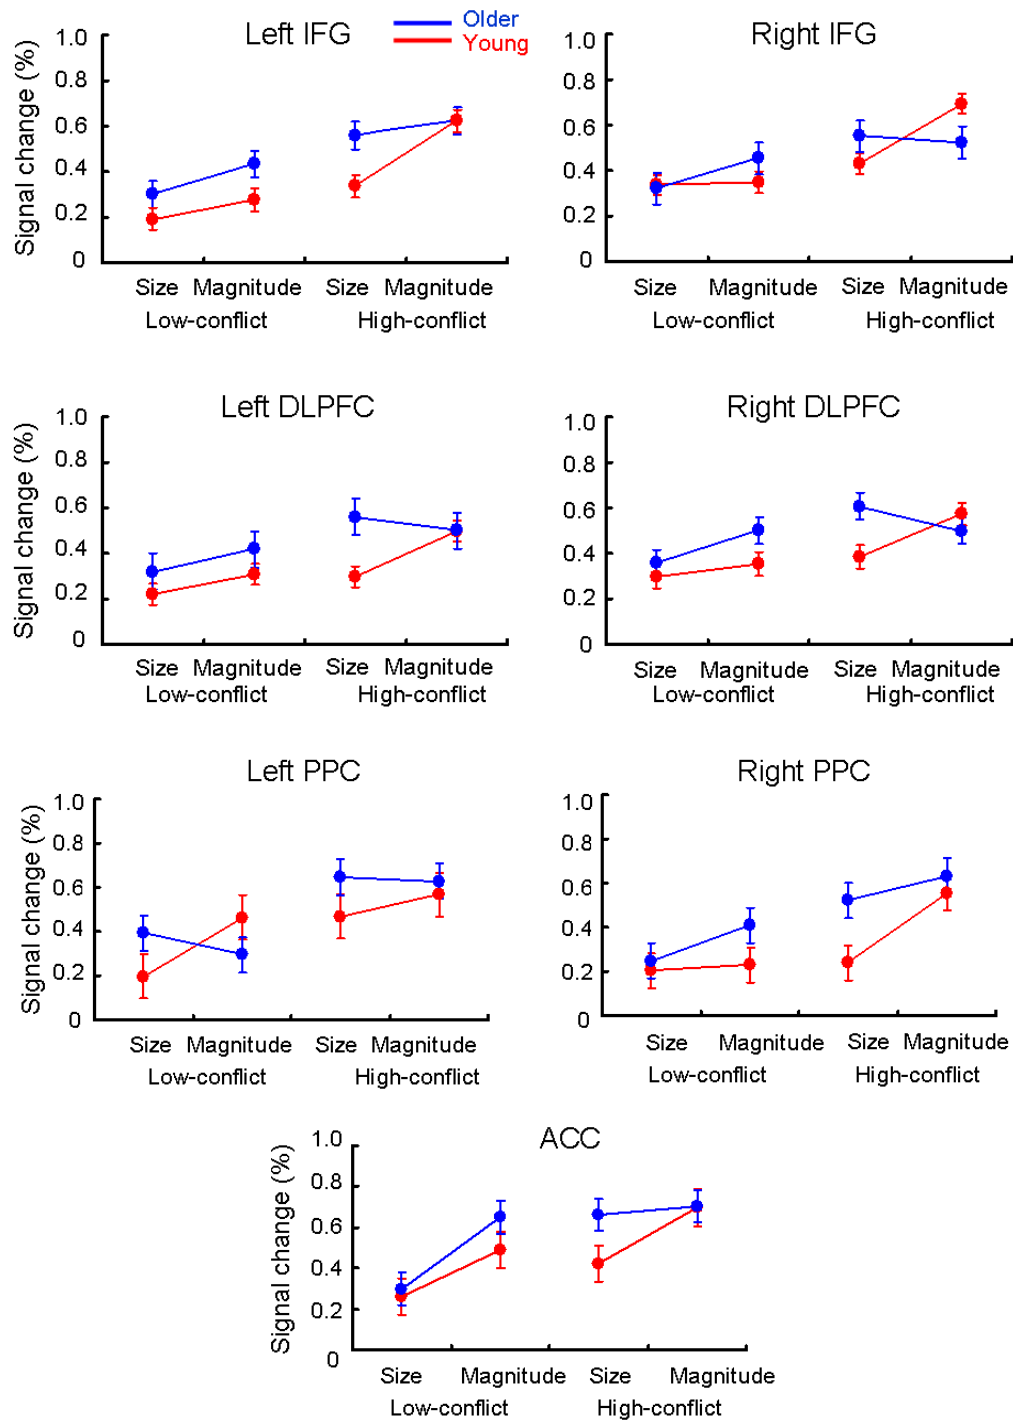 Left IFG
Older
Young
Right IFG
Signal change (%)
1.0
0.8
0.6
0.4
0.2
0
1.0
0.8
0.6
0.4
0.2
0
Size Magnitude Size Magnitude
Low-conflict High-conflict
Size Magnitude Size Magnitude
Low-conflict High-conflict
Left DLPFC
Right DLPFC
Signal change (%)
1.0
0.8
0.6
0.4
0.2
0
1.0
0.8
0.6
0.4
0.2
0
Size Magnitude Size Magnitude
Low-conflict High-conflict
Size Magnitude Size Magnitude
Low-conflict High-conflict
Left PPC
Right PPC
Signal change (%)
1.0
0.8
0.6
0.4
0.2
0
1.0
0.8
0.6
0.4
0.2
0
Size Magnitude Size Magnitude
Low-conflict High-conflict
Size Magnitude Size Magnitude
Low-conflict High-conflict
ACC
Signal change (%)
1.0
0.8
0.6
0.4
0.2
0
Size Magnitude Size Magnitude
Low-conflict High-conflict